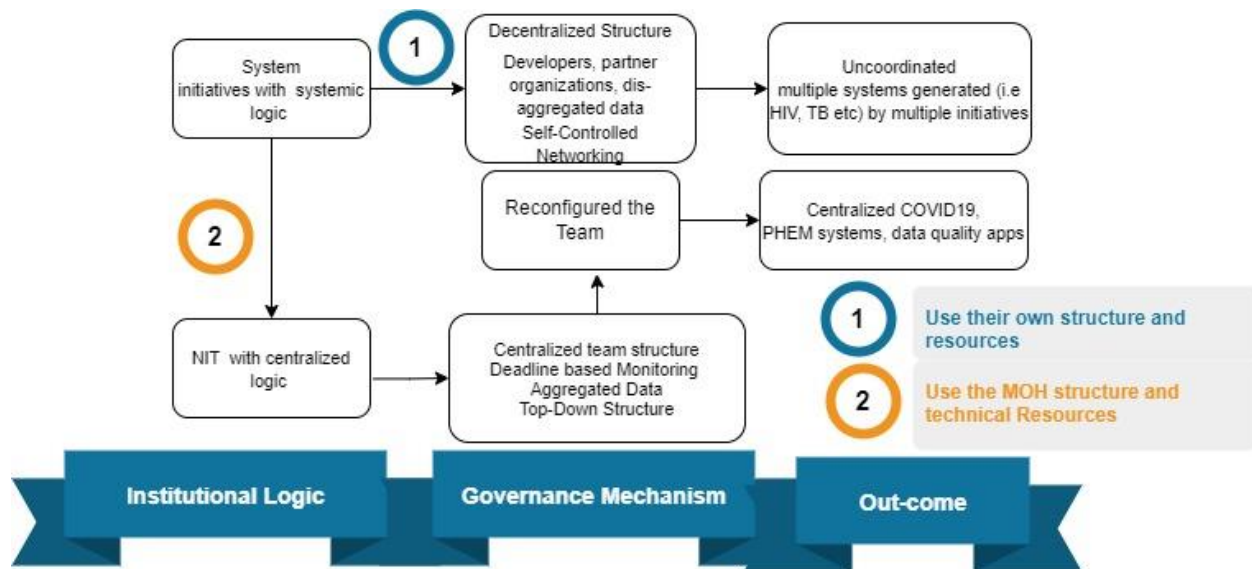 System
initiatives with systemic
logic
1
Decentralized Structure
Developers, partner
organizations, dis-
aggregated data
Self-Controlled
Networking
Uncoordinated
multiple systems generated (i.e
HIV, TB etc) by multiple initiatives
2
Reconfigured the
Team
Centralized COVID19,
PHEM systems, data quality apps
NIT with centralized
logic
Centralized team structure
Deadline based Monitoring
Aggregated Data
Top-Down Structure
1
Use their own structure and
resources
2
Use the MOH structure and
technical Resources
Institutional Logic
Governance Mechanism
Out-come